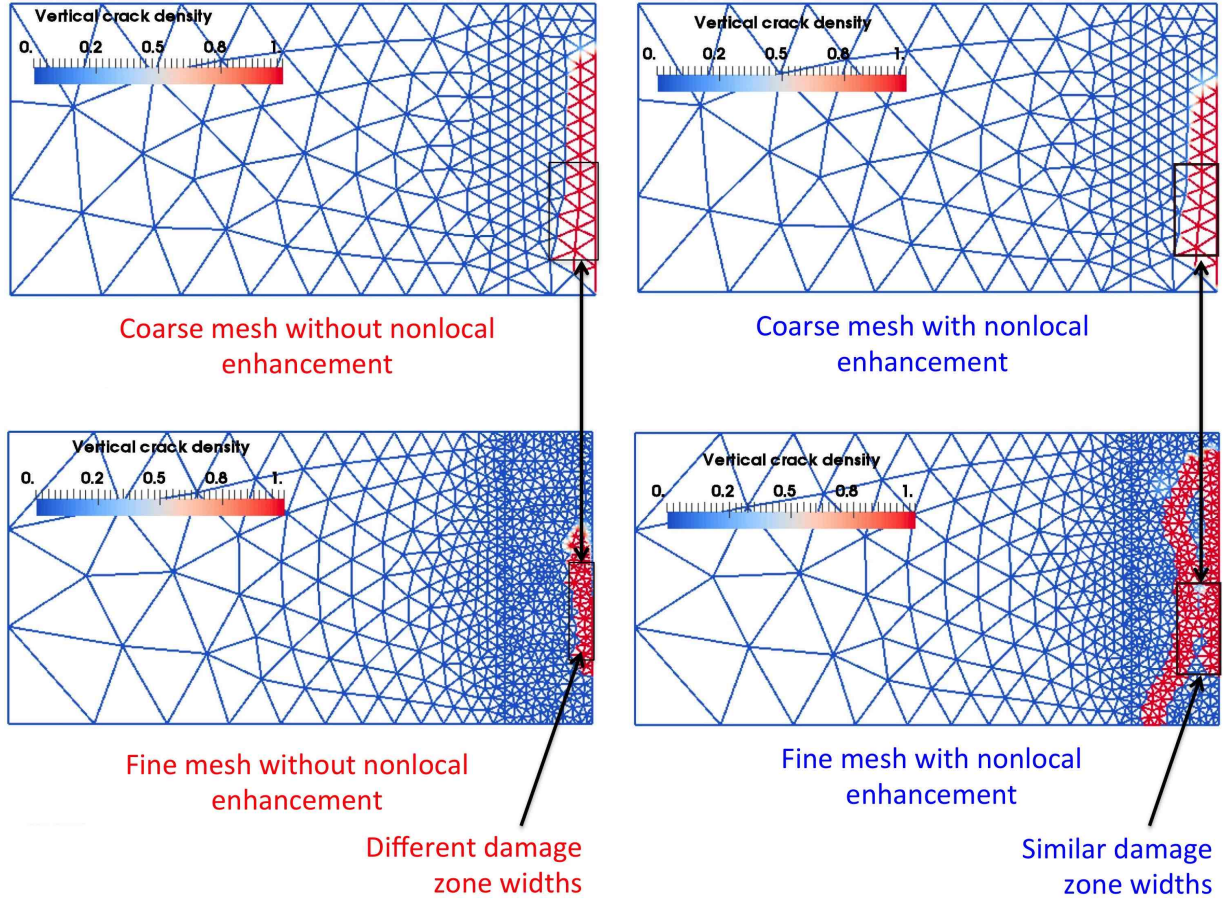 Vertical crack density
0. 0.2 0.5 0.8 1.
Vertical crack density
0. 0.2 0.5 0.8 1.
Coarse mesh without nonlocal
enhancement
Coarse mesh with nonlocal
enhancement
Vertical crack density
0. 0.2 0.5 0.8 1.
Vertical crack density
0. 0.2 0.5 0.8 1.
Fine mesh without nonlocal
enhancement
Fine mesh with nonlocal
enhancement
Different damage
zone widths
Similar damage
zone widths